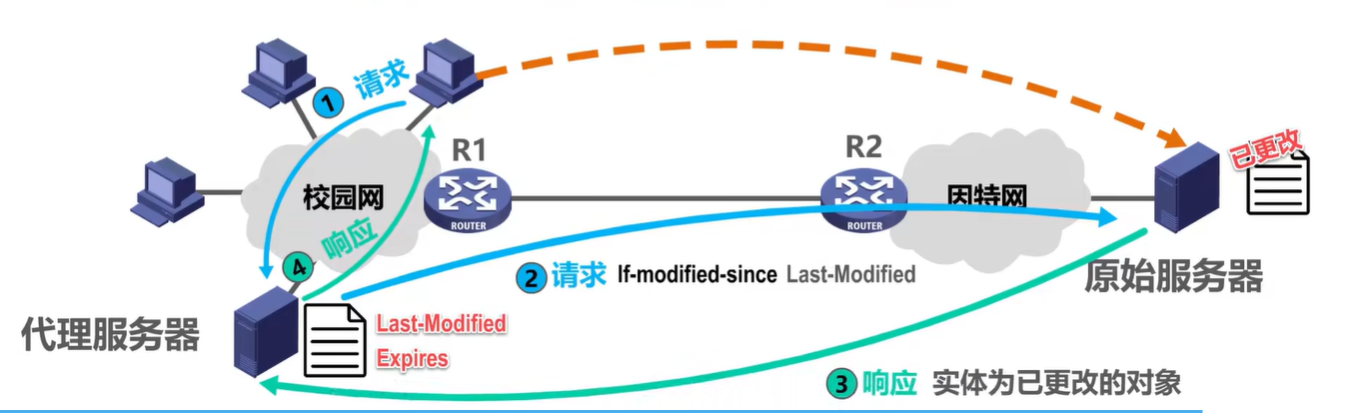 1 请求
R1
R2
已更改
校园网
因特网
ROUTER
ROUTER
4 响应
2 请求 If-modified-since Last-Modified
原始服务器
代理服务器
Last-Modified
Expires
3 响应 实体为已更改的对象